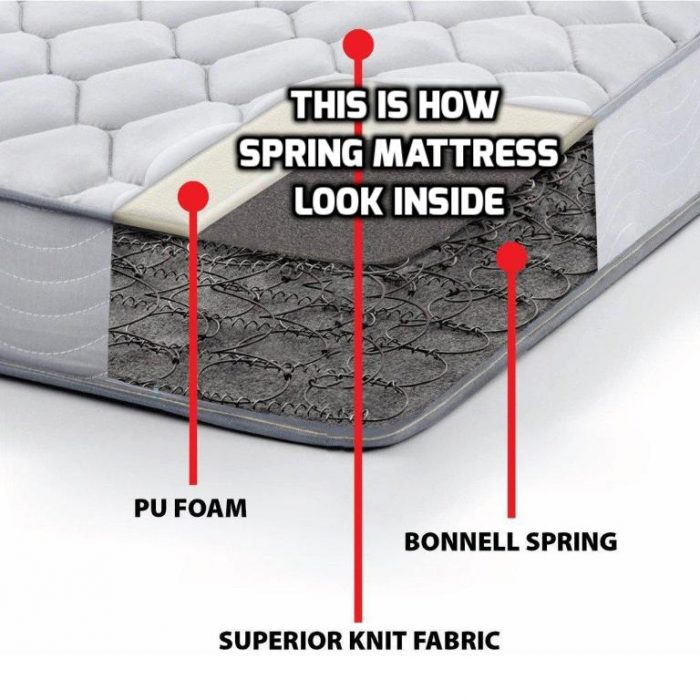 THIS IS HOW
SPRING MATTRESS
LOOK INSIDE
PU FOAM
BONNELL SPRING
SUPERIOR KNIT FABRIC